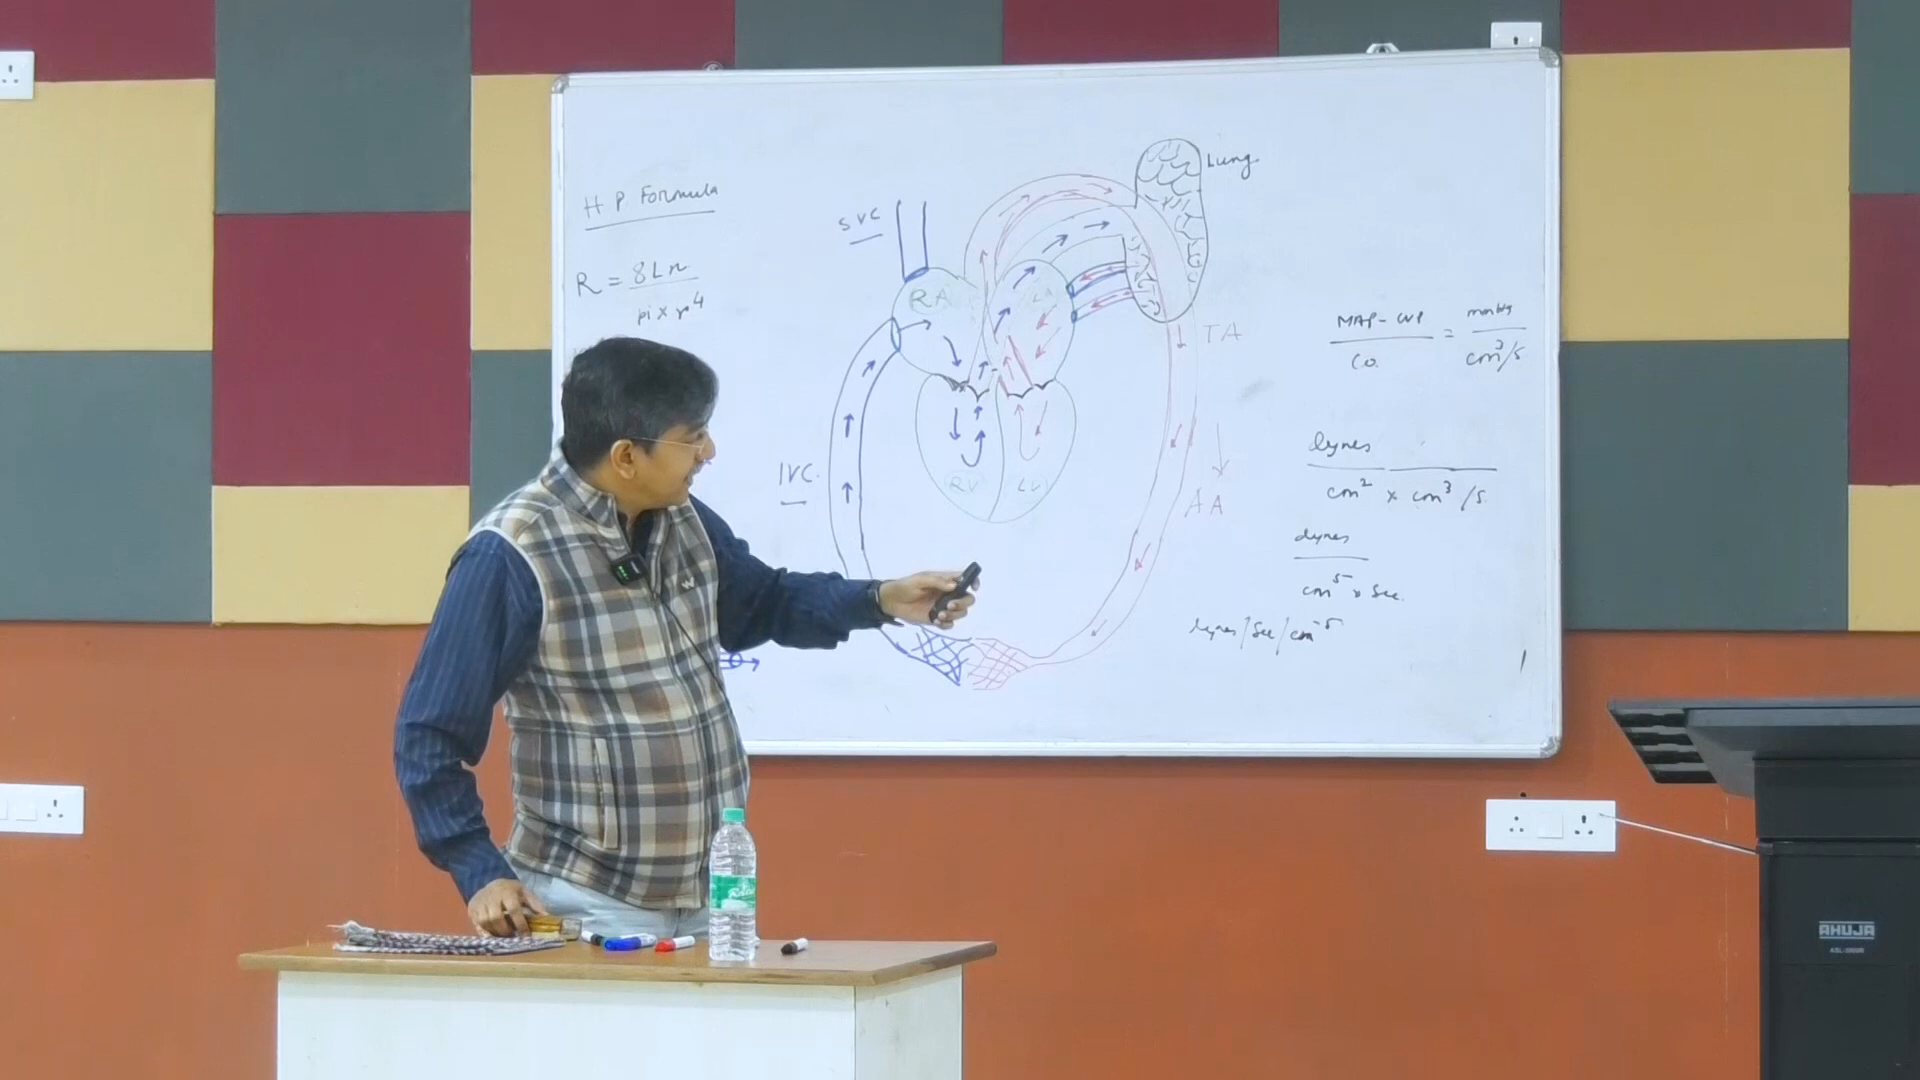 H P Formula
R = 8Ln
pi x r⁴
SVC
IVC.
RA
LA
RV
LV
Lung
TA
AA
MAP - CVP
CO.
=
mmHg
cm³/s
dynes
cm² x cm³ /s
dynes
cm⁵ x Sec.
dynes/Sec/cm⁻⁵
AHUJA